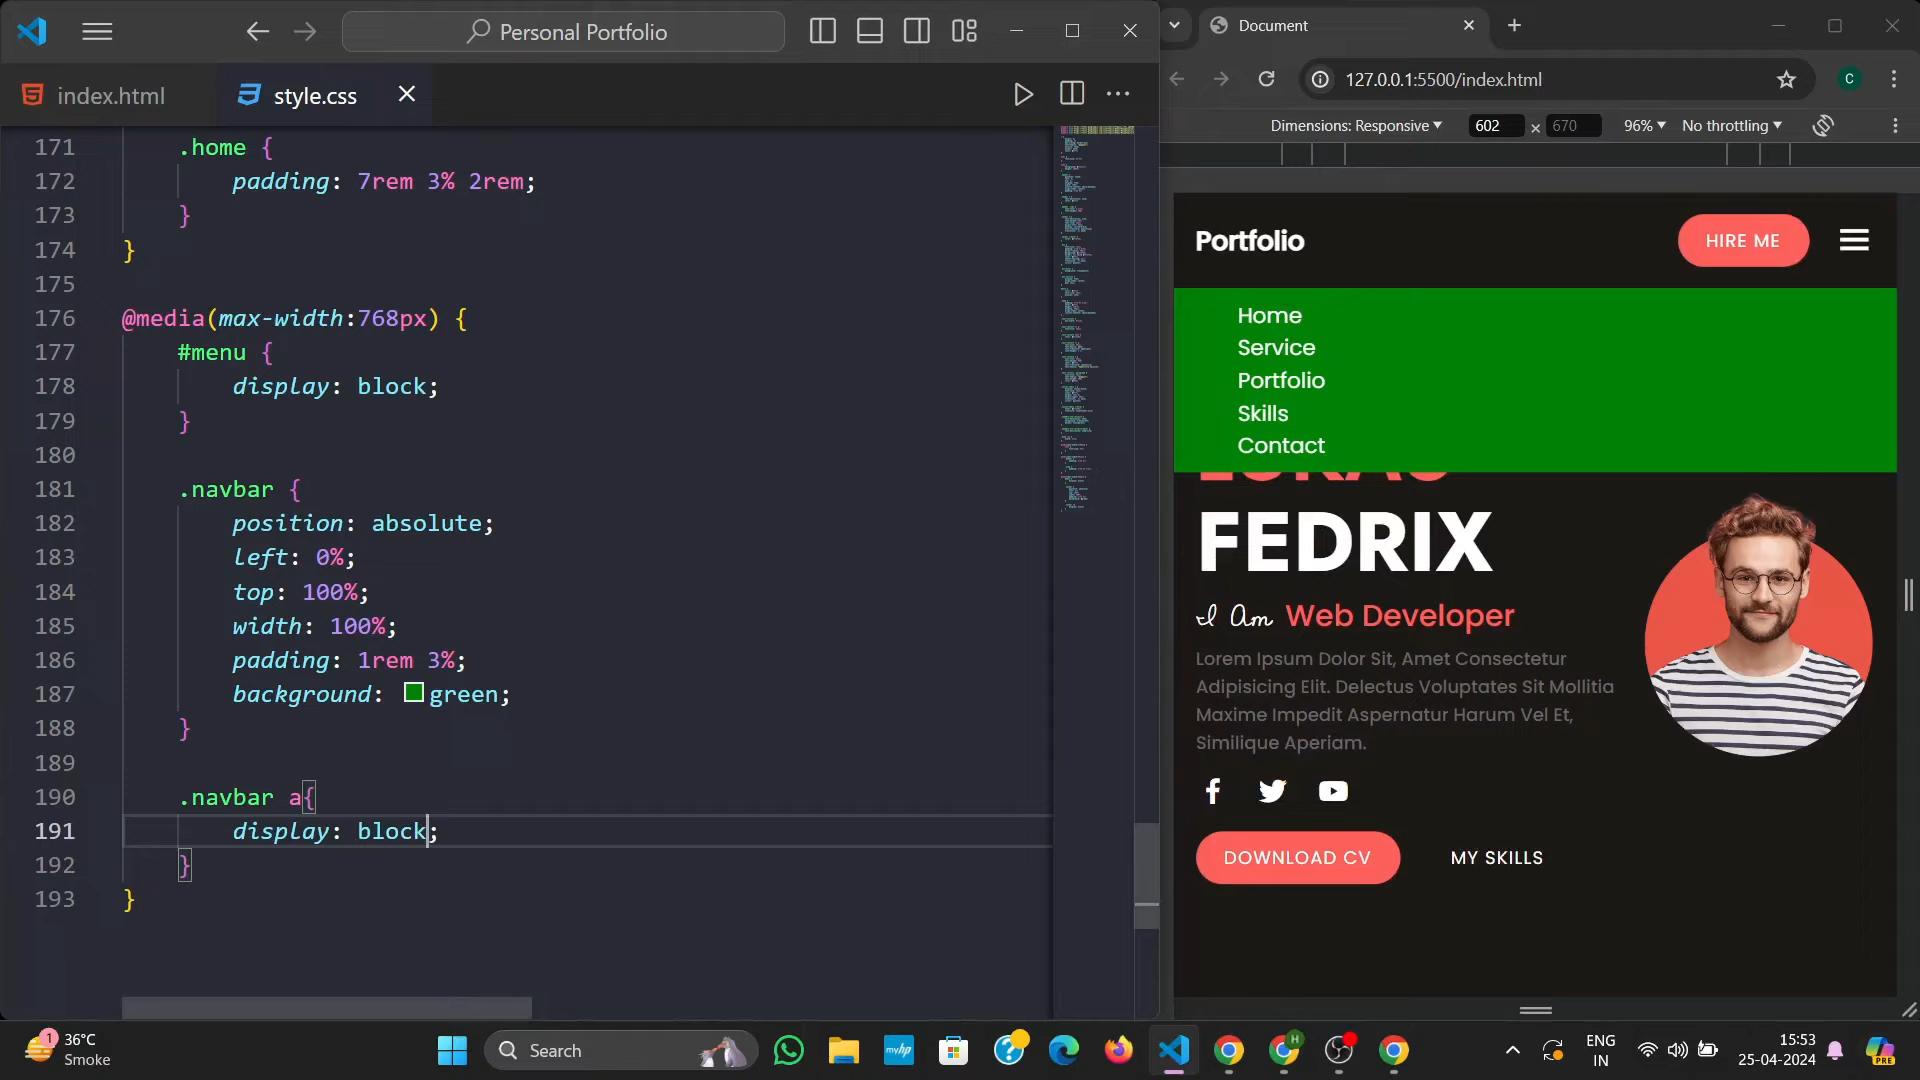 Personal Portfolio
index.html
style.css
171 .home {
172 padding: 7rem 3% 2rem;
173 }
174 }
175
176 @media(max-width:768px) {
177 #menu {
178 display: block;
179 }
180
181 .navbar {
182 position: absolute;
183 left: 0%;
184 top: 100%;
185 width: 100%;
186 padding: 1rem 3%;
187 background: green;
188 }
189
190 .navbar a{
191 display: block;
192 }
193 }
Document
127.0.0.1:5500/index.html
C
Dimensions: Responsive 602 × 670 96% No throttling
Portfolio
HIRE ME
Home
Service
Portfolio
Skills
Contact
FEDRIX
I Am Web Developer
Lorem Ipsum Dolor Sit, Amet Consectetur
Adipisicing Elit. Delectus Voluptates Sit Mollitia
Maxime Impedit Aspernatur Harum Vel Et,
Similique Aperiam.
DOWNLOAD CV
MY SKILLS
1
36°C
Smoke
Search
myhp
H
ENG
IN
15:53
25-04-2024
PRE